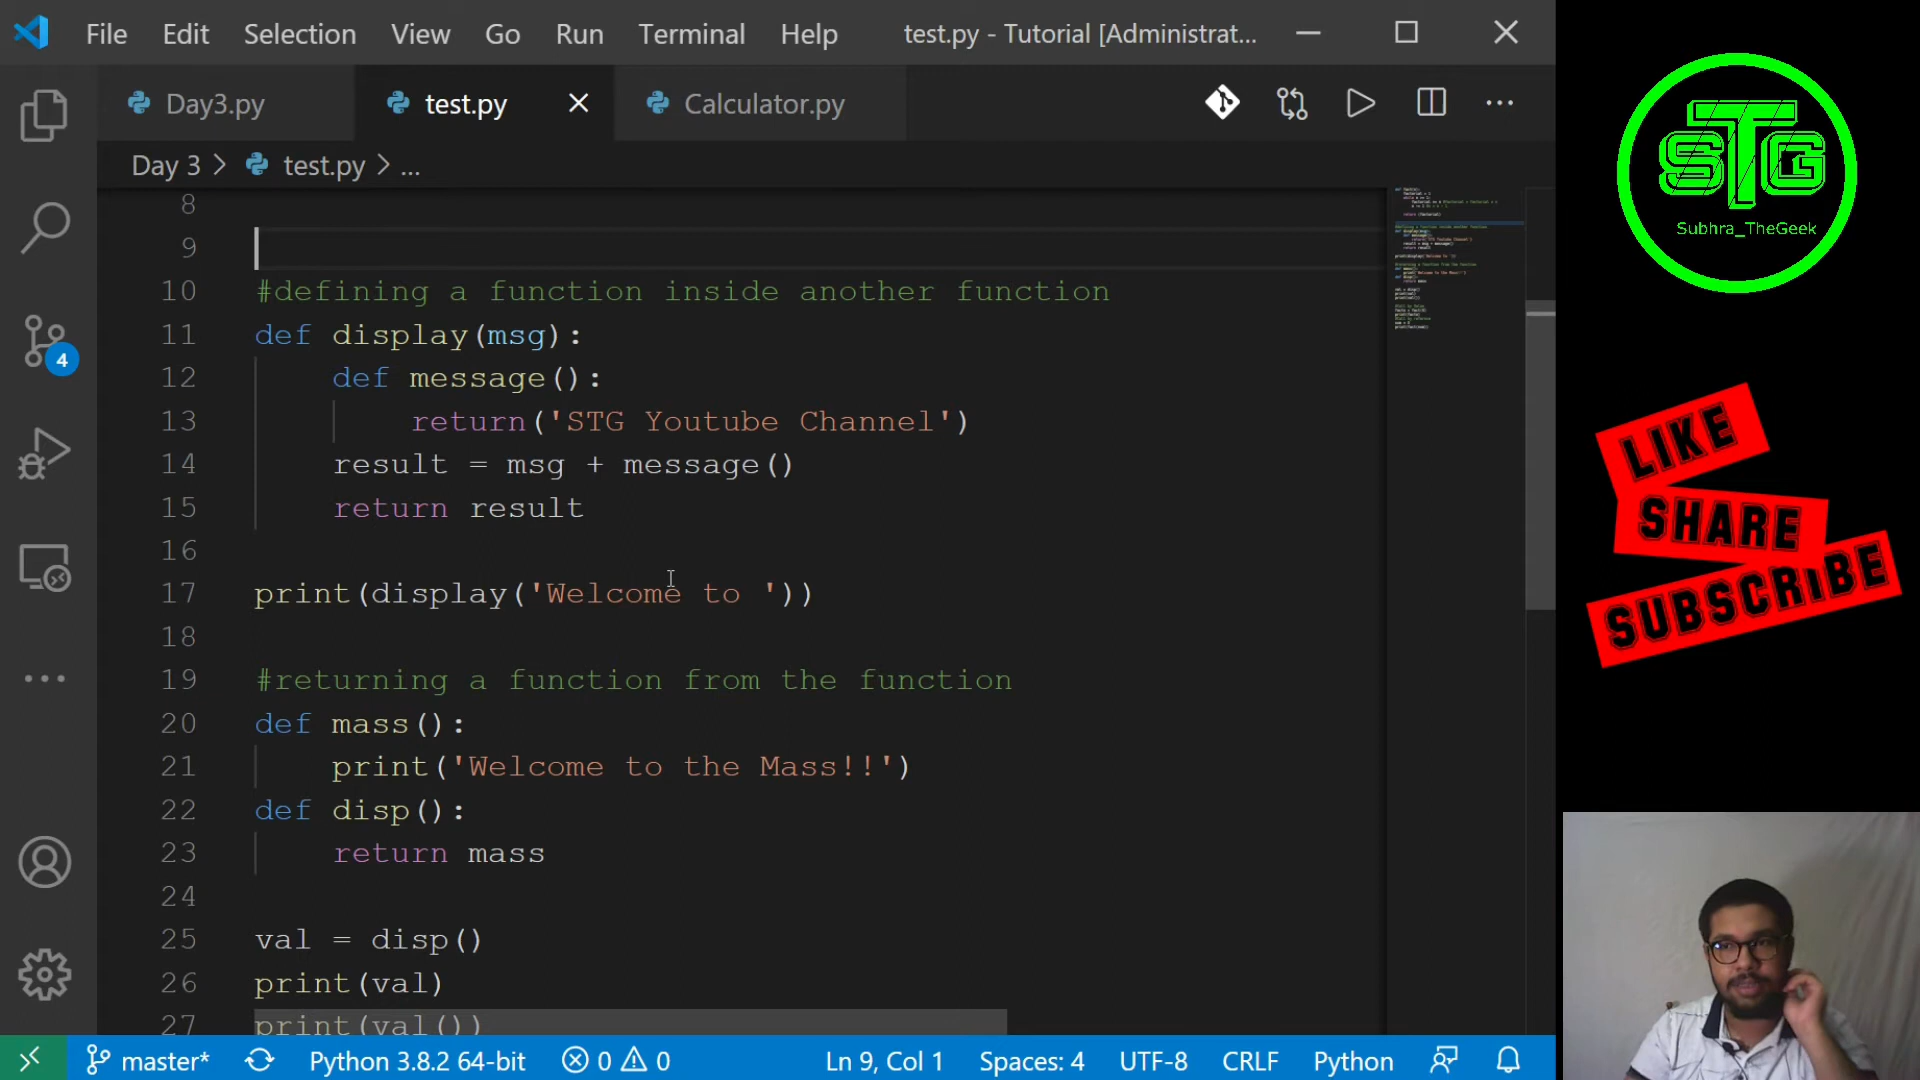 File Edit Selection View Go Run Terminal Help test.py - Tutorial [Administrat...
Day3.py test.py Calculator.py
Day 3 > test.py > ...
8
9
10 #defining a function inside another function
11 def display(msg):
12 def message():
13 return('STG Youtube Channel')
14 result = msg + message()
15 return result
16
17 print(display('Welcome to '))
18
19 #returning a function from the function
20 def mass():
21 print('Welcome to the Mass!!')
22 def disp():
23 return mass
24
25 val = disp()
26 print(val)
27 print(val())
4
master* Python 3.8.2 64-bit 0 0 Ln 9, Col 1 Spaces: 4 UTF-8 CRLF Python
STG
Subhra_TheGeek
LIKE
SHARE
SUBSCRIBE